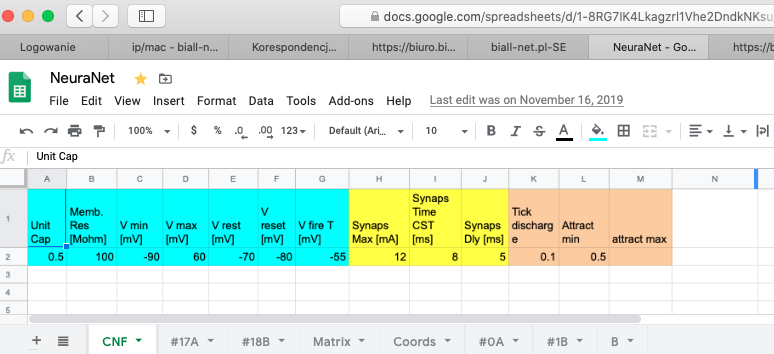 docs.google.com/spreadsheets/d/1-8RG7IK4Lkagzrl1Vhe2DndkNKsu
Logowanie ip/mac - biall-n... Korespondencj... https://biuro.bi... biall-net.pl-SE NeuraNet - Go... https://b
NeuraNet
File Edit View Insert Format Data Tools Add-ons Help Last edit was on November 16, 2019
100% $ % .0 .00 123 Default (Ari... 10 B I S A
fx Unit Cap
A B C D E F G H I J K L M N
1 Unit Cap Memb. Res [Mohm] V min [mV] V max [mV] V rest [mV] V reset [mV] V fire T [mV] Synaps Max [mA] Synaps Time CST [ms] Synaps Dly [ms] Tick discharge Attract min attract max
2 0.5 100 -90 60 -70 -80 -55 12 8 5 0.1 0.5
3
4
5
+ CNF #17A #18B Matrix Coords #0A #1B B